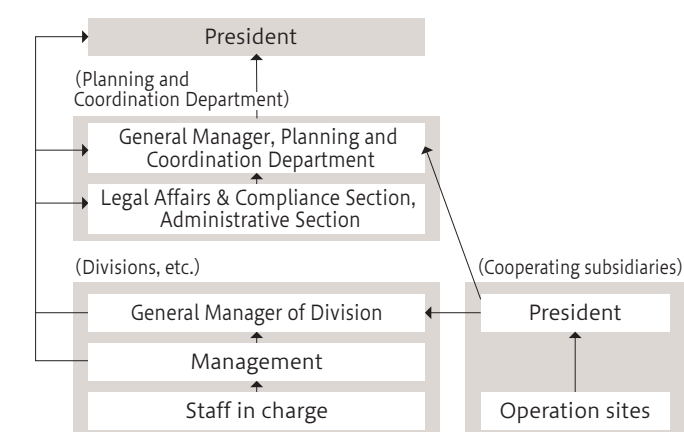 President
(Planning and
Coordination Department)
General Manager, Planning and
Coordination Department
Legal Affairs & Compliance Section,
Administrative Section
(Divisions, etc.)
General Manager of Division
Management
Staff in charge
(Cooperating subsidiaries)
President
Operation sites